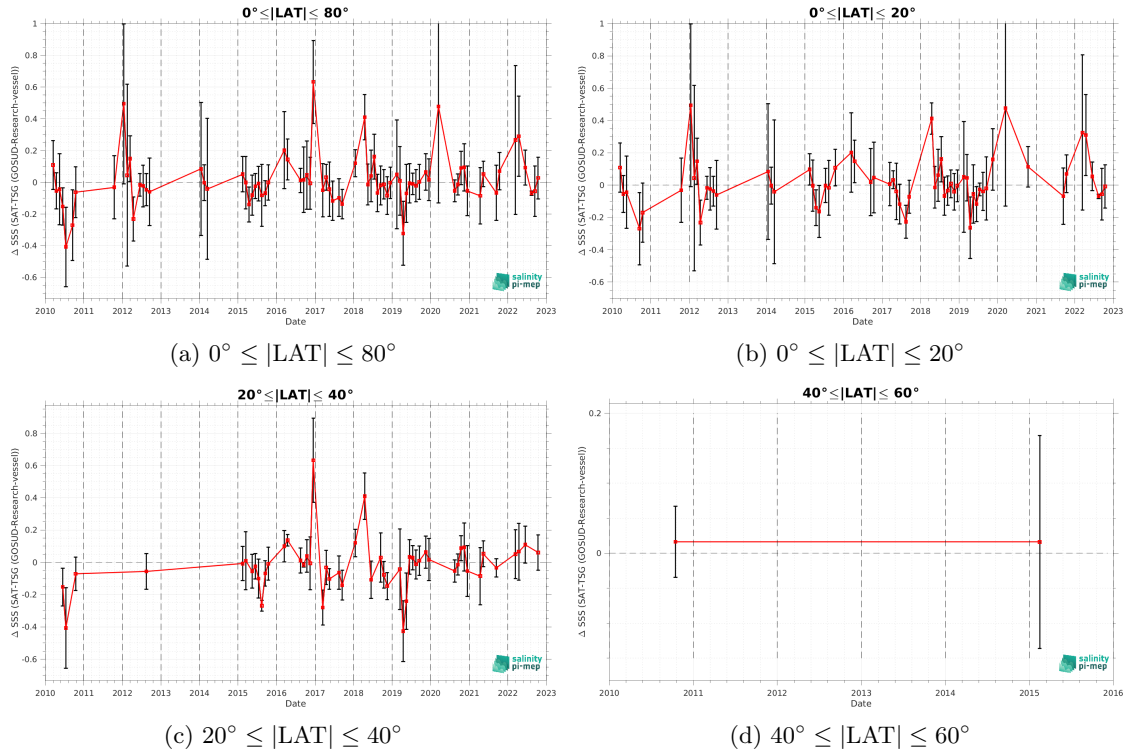 0°≤|LAT|≤ 80°
Δ SSS (SAT-TSG (GOSUD-Research-vessel))
1
0.8
0.6
0.4
0.2
0
-0.2
-0.4
-0.6
2010 2011 2012 2013 2014 2015 2016 2017 2018 2019 2020 2021 2022 2023
Date
salinity
pi-mep
(a) 0° ≤ |LAT| ≤ 80°
0°≤|LAT|≤ 20°
Δ SSS (SAT-TSG (GOSUD-Research-vessel))
1
0.8
0.6
0.4
0.2
0
-0.2
-0.4
-0.6
2010 2011 2012 2013 2014 2015 2016 2017 2018 2019 2020 2021 2022 2023
Date
salinity
pi-mep
(b) 0° ≤ |LAT| ≤ 20°
20°≤|LAT|≤ 40°
Δ SSS (SAT-TSG (GOSUD-Research-vessel))
0.8
0.6
0.4
0.2
0
-0.2
-0.4
-0.6
2010 2011 2012 2013 2014 2015 2016 2017 2018 2019 2020 2021 2022 2023
Date
salinity
pi-mep
(c) 20° ≤ |LAT| ≤ 40°
40°≤|LAT|≤ 60°
Δ SSS (SAT-TSG (GOSUD-Research-vessel))
0.2
0
2010 2011 2012 2013 2014 2015 2016
Date
salinity
pi-mep
(d) 40° ≤ |LAT| ≤ 60°